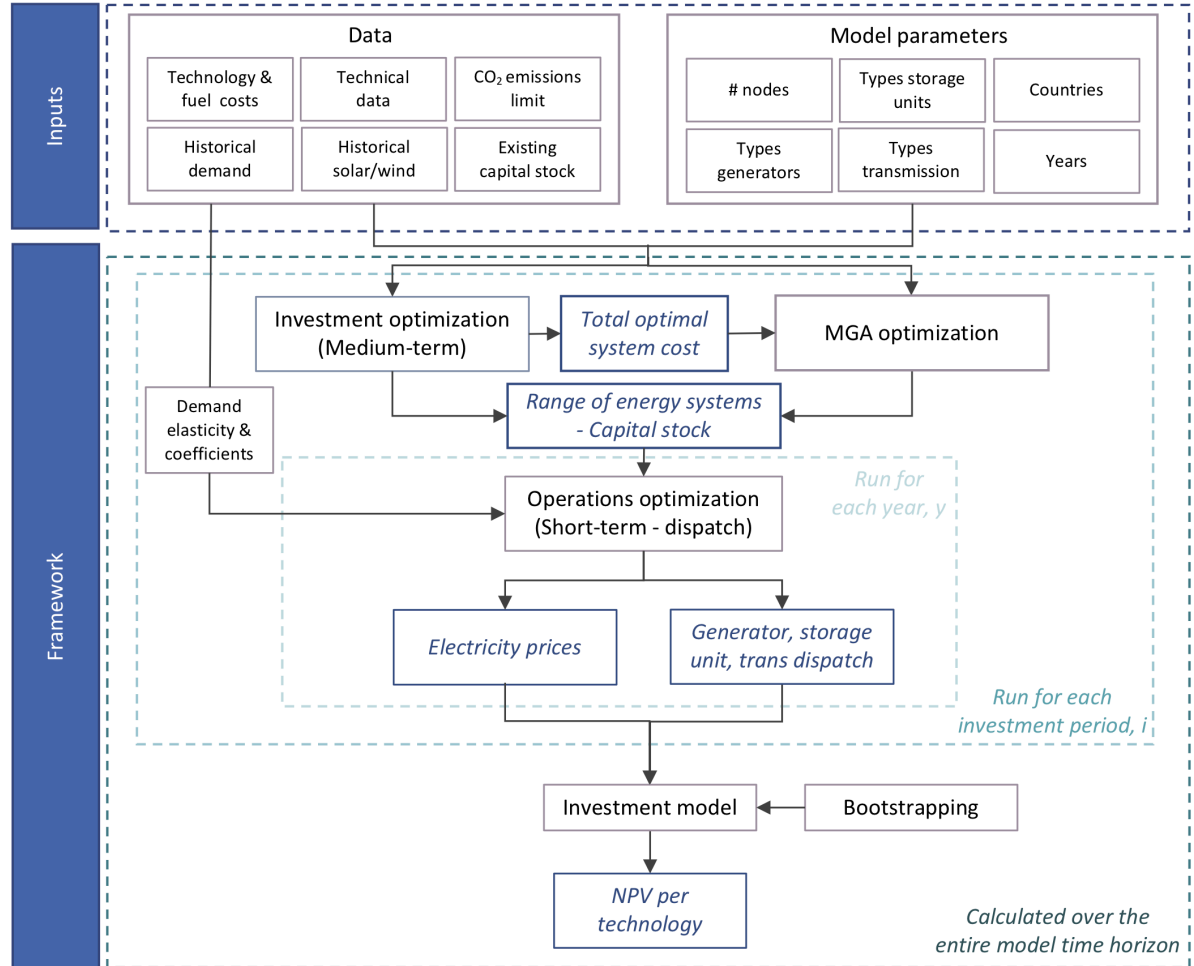 Inputs
Data
Technology &
fuel costs
Technical
data
CO₂ emissions
limit
Historical
demand
Historical
solar/wind
Existing
capital stock
Model parameters
# nodes
Types storage
units
Countries
Types
generators
Types
transmission
Years
Framework
Investment optimization
(Medium-term)
Total optimal
system cost
MGA optimization
Range of energy systems
- Capital stock
Demand
elasticity &
coefficients
Operations optimization
(Short-term - dispatch)
Run for
each year, y
Electricity prices
Generator, storage
unit, trans dispatch
Run for each
investment period, i
Investment model
Bootstrapping
NPV per
technology
Calculated over the
entire model time horizon